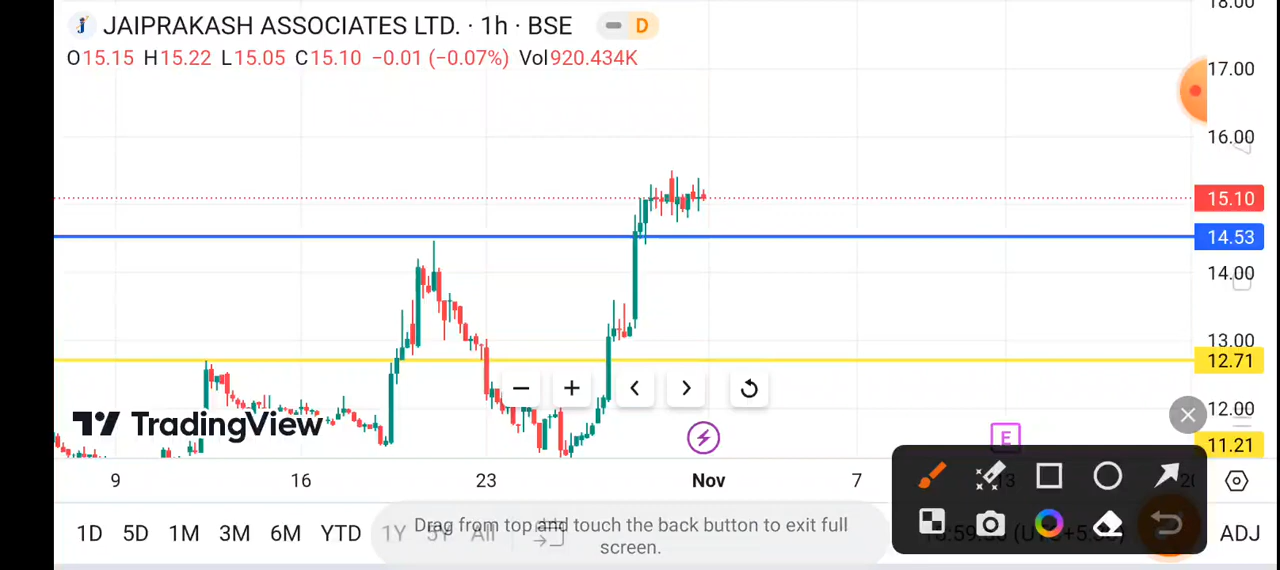 JAIPRAKASH ASSOCIATES LTD. · 1h · BSE D
O15.15 H15.22 L15.05 C15.10 −0.01 (−0.07%) Vol920.434K
18.00
17.00
16.00
15.10
14.53
14.00
13.00
12.71
12.00
11.21
TradingView
E
9 16 23 Nov 7 13
1D 5D 1M 3M 6M YTD 1Y 5Y All ADJ
Drag from top and touch the back button to exit full
screen.